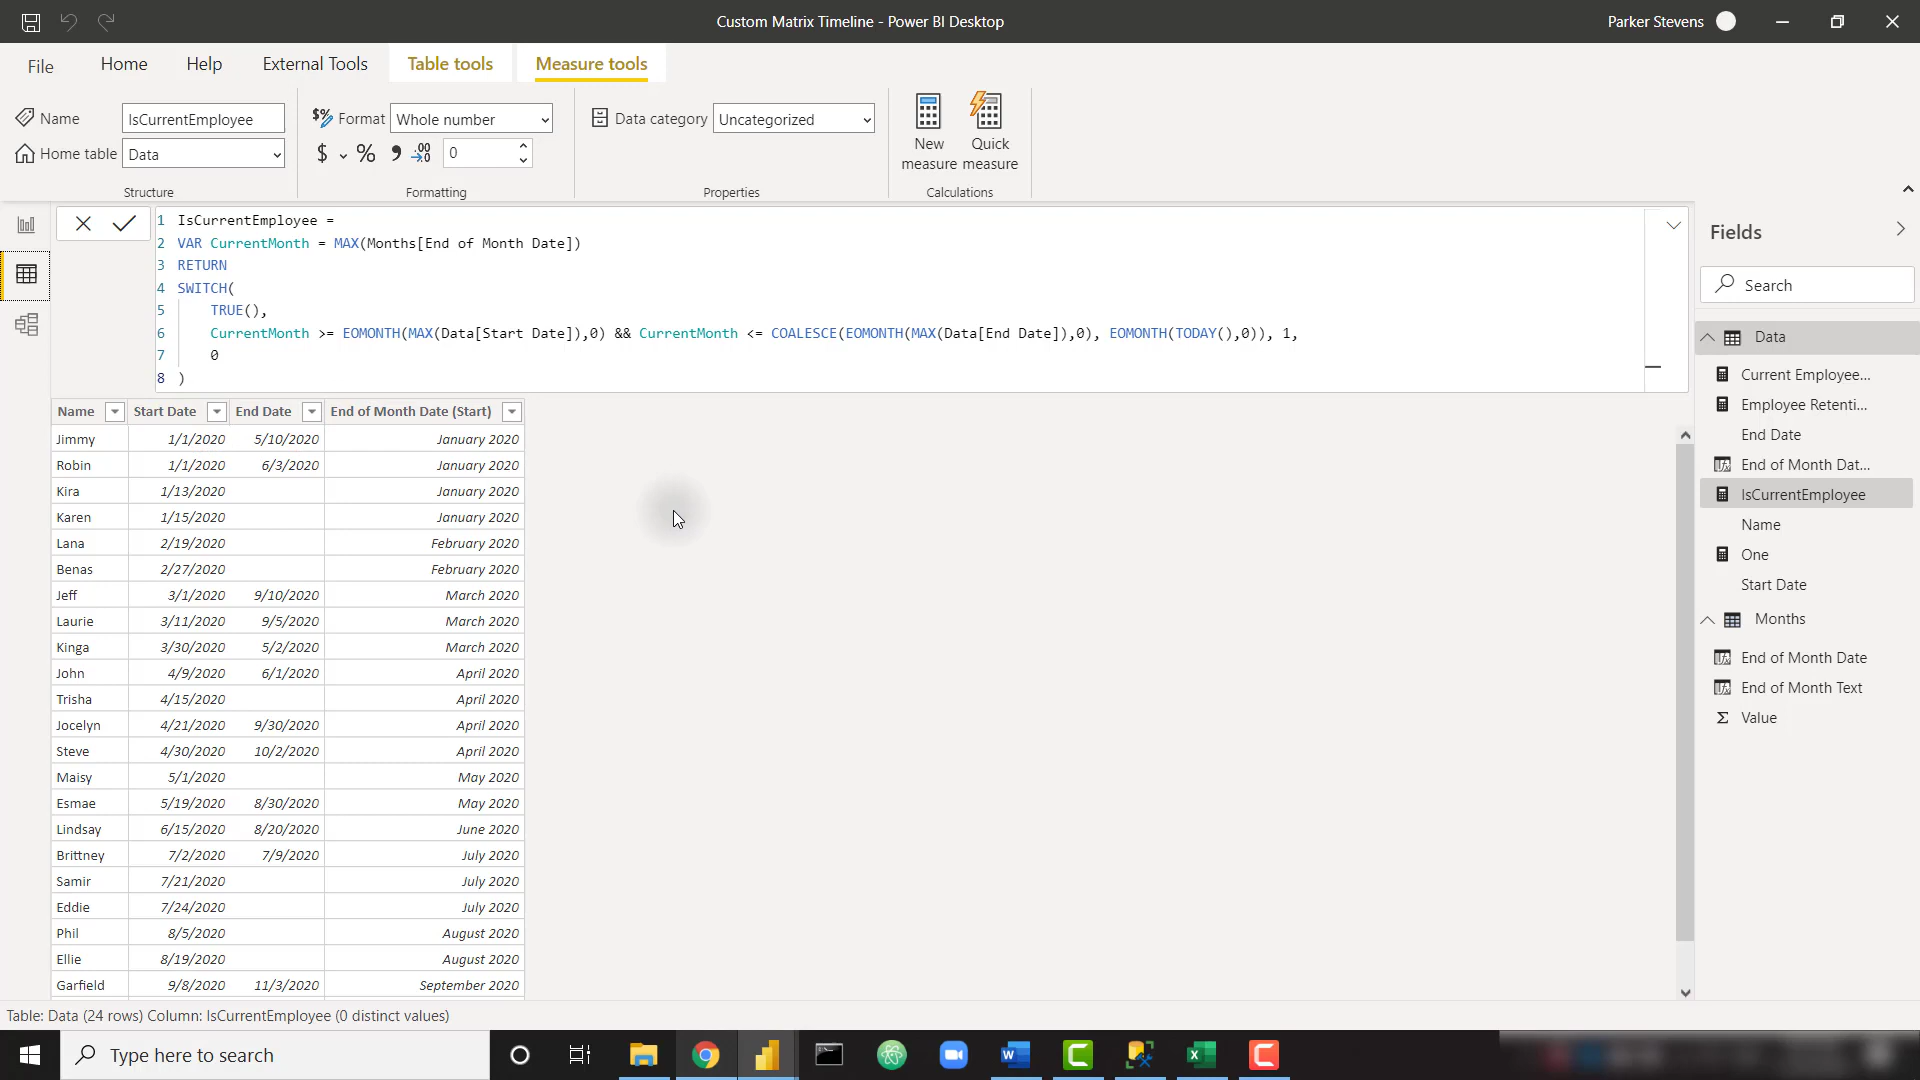 Custom Matrix Timeline - Power BI Desktop
Parker Stevens
File Home Help External Tools Table tools Measure tools
Name IsCurrentEmployee
Home table Data
Structure
Format Whole number
$ % 0
Formatting
Data category Uncategorized
Properties
New measure
Quick measure
Calculations
1 IsCurrentEmployee =
2 VAR CurrentMonth = MAX(Months[End of Month Date])
3 RETURN
4 SWITCH(
5 TRUE(),
6 CurrentMonth >= EOMONTH(MAX(Data[Start Date]),0) && CurrentMonth <= COALESCE(EOMONTH(MAX(Data[End Date]),0), EOMONTH(TODAY(),0)), 1,
7 0
8 )
Name Start Date End Date End of Month Date (Start)
Jimmy 1/1/2020 5/10/2020 January 2020
Robin 1/1/2020 6/3/2020 January 2020
Kira 1/13/2020 January 2020
Karen 1/15/2020 January 2020
Lana 2/19/2020 February 2020
Benas 2/27/2020 February 2020
Jeff 3/1/2020 9/10/2020 March 2020
Laurie 3/11/2020 9/5/2020 March 2020
Kinga 3/30/2020 5/2/2020 March 2020
John 4/9/2020 6/1/2020 April 2020
Trisha 4/15/2020 April 2020
Jocelyn 4/21/2020 9/30/2020 April 2020
Steve 4/30/2020 10/2/2020 April 2020
Maisy 5/1/2020 May 2020
Esmae 5/19/2020 8/30/2020 May 2020
Lindsay 6/15/2020 8/20/2020 June 2020
Brittney 7/2/2020 7/9/2020 July 2020
Samir 7/21/2020 July 2020
Eddie 7/24/2020 July 2020
Phil 8/5/2020 August 2020
Ellie 8/19/2020 August 2020
Garfield 9/8/2020 11/3/2020 September 2020
Fields
Search
Data
Current Employee...
Employee Retenti...
End Date
End of Month Dat...
IsCurrentEmployee
Name
One
Start Date
Months
End of Month Date
End of Month Text
Σ Value
Table: Data (24 rows) Column: IsCurrentEmployee (0 distinct values)
Type here to search